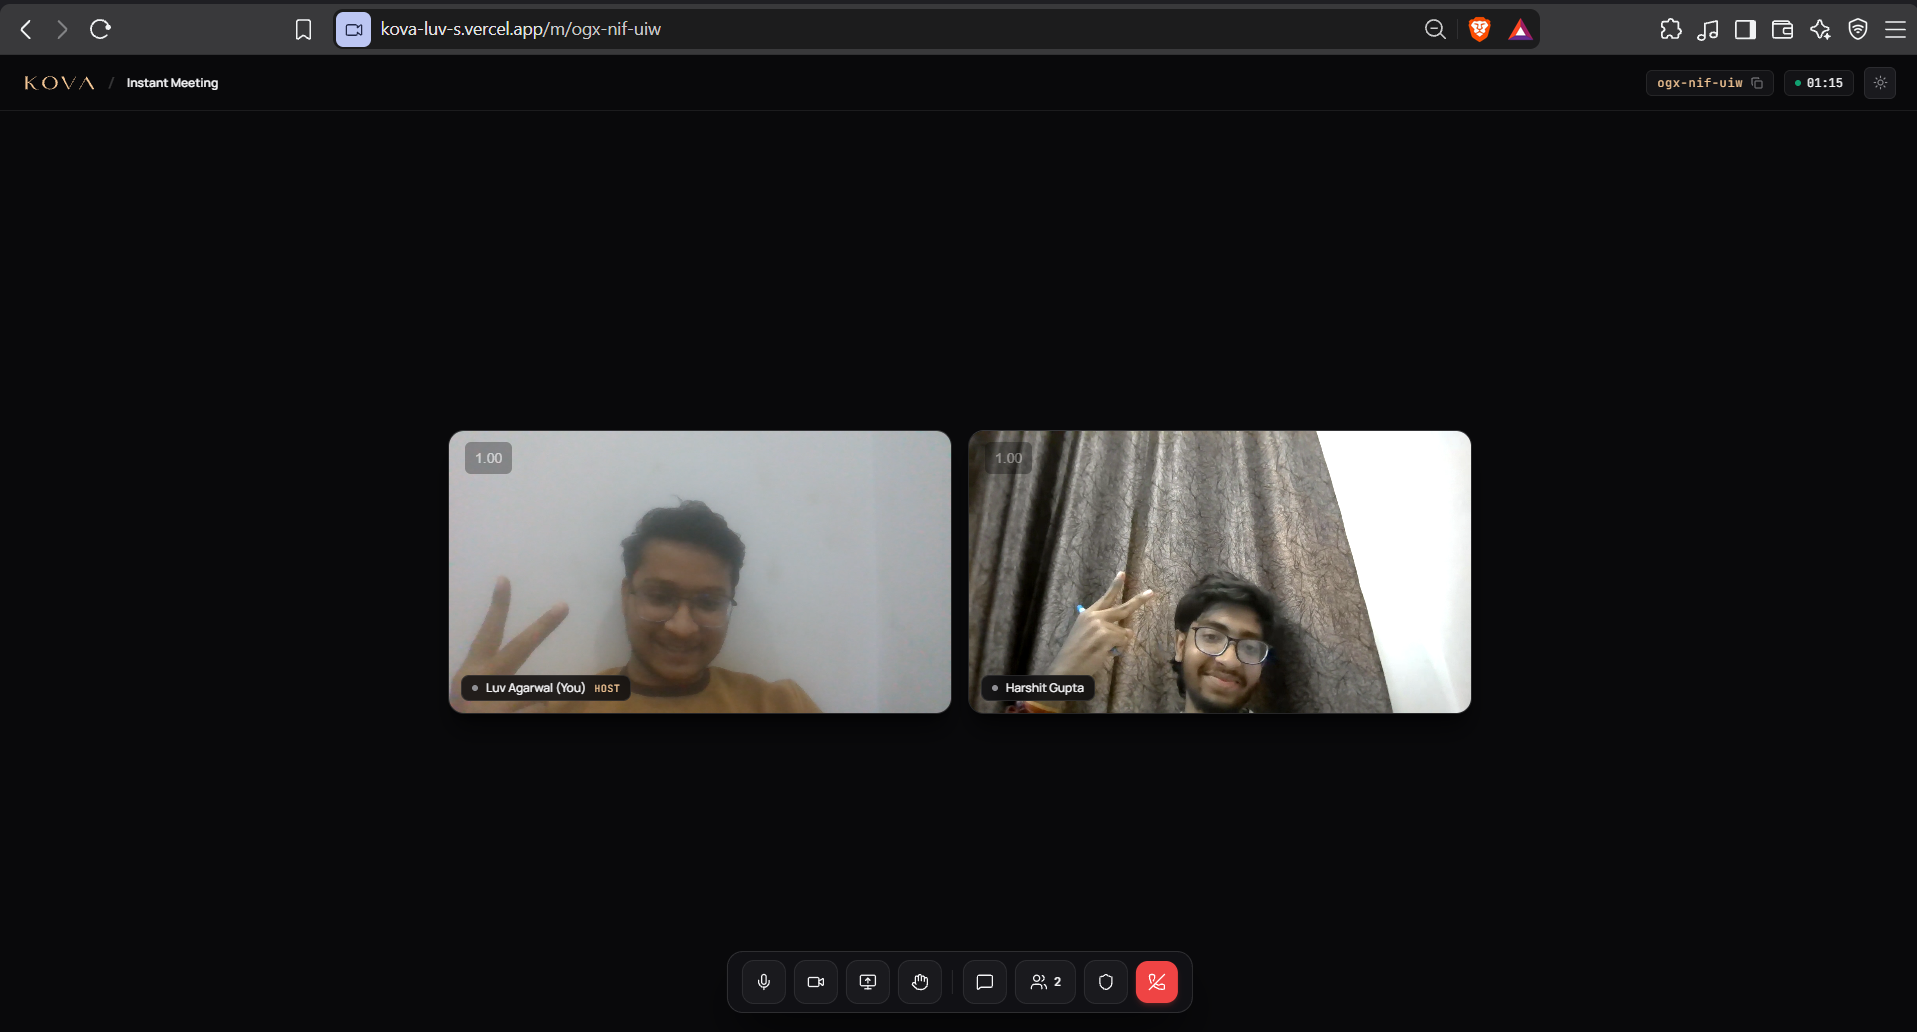 kova-luv-s.vercel.app/m/ogx-nif-uiw
KOVA / Instant Meeting
ogx-nif-uiw
01:15
1.00
1.00
Luv Agarwal (You) HOST
Harshit Gupta
2